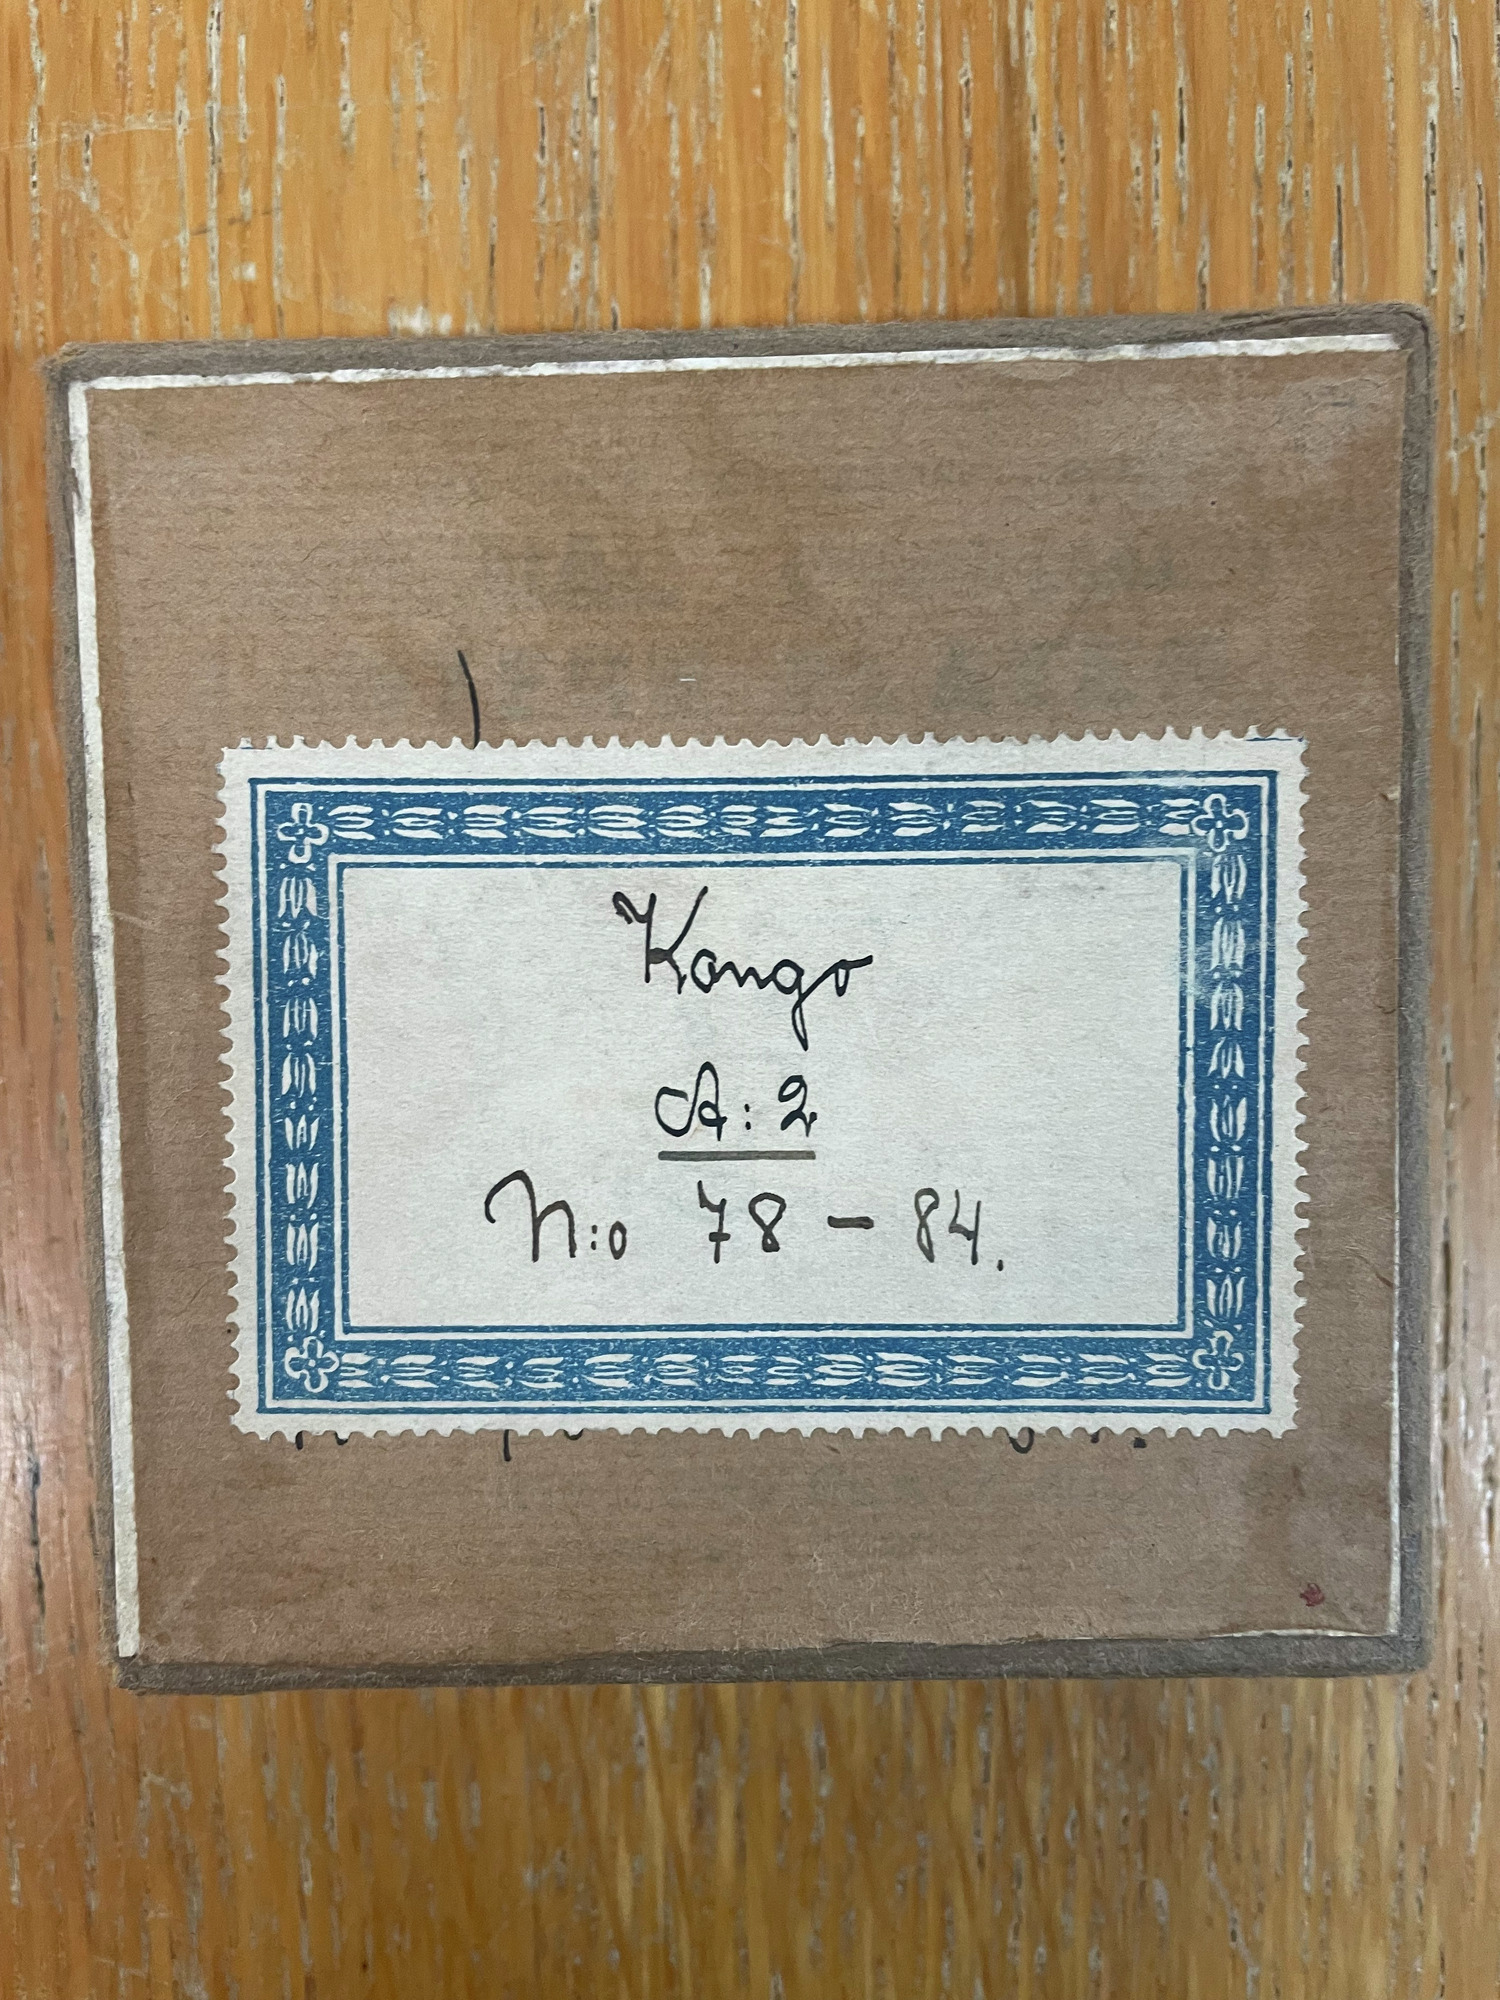 Kongo
A: 2
N:o 78 – 84.